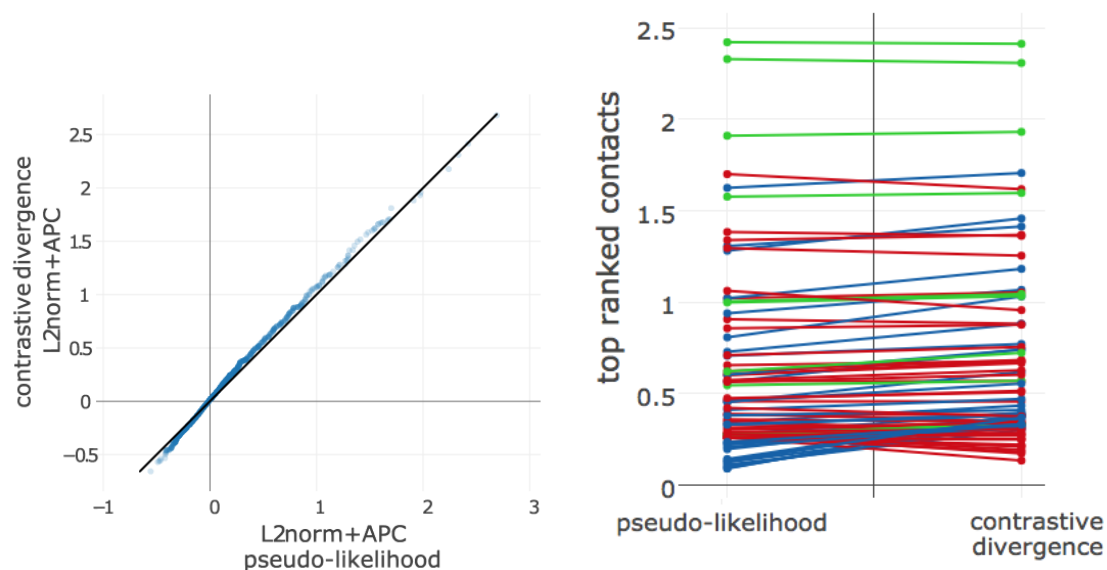 contrastive divergence
L2norm+APC
2.5
2
1.5
1
0.5
0
−0.5
−1
0
1
2
3
L2norm+APC
pseudo-likelihood
top ranked contacts
2.5
2
1.5
1
0.5
0
pseudo-likelihood
contrastive
divergence